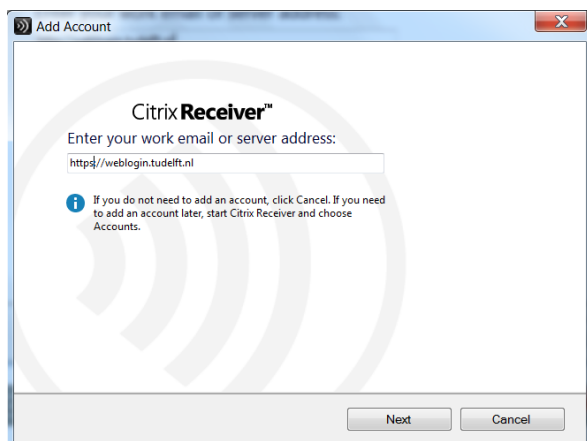 Add Account
Citrix Receiver™
Enter your work email or server address:
https//weblogin.tudelft.nl
If you do not need to add an account, click Cancel. If you need
to add an account later, start Citrix Receiver and choose
Accounts.
Next
Cancel